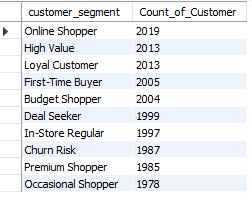 customer_segment Count_of_Customer
Online Shopper 2019
High Value 2013
Loyal Customer 2013
First-Time Buyer 2005
Budget Shopper 2004
Deal Seeker 1999
In-Store Regular 1997
Churn Risk 1987
Premium Shopper 1985
Occasional Shopper 1978